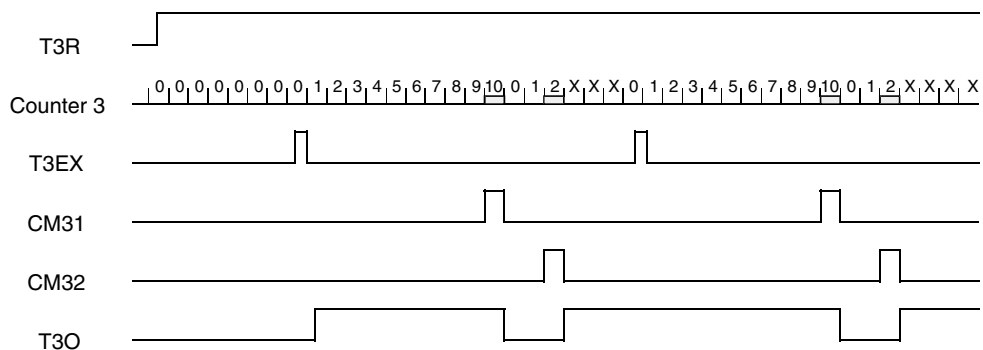 T3R
0 0 0 0 0 0 0 0 1 2 3 4 5 6 7 8 9 10 0 1 2 X X X 0 1 2 3 4 5 6 7 8 9 10 0 1 2 X X X X
Counter 3
T3EX
CM31
CM32
T3O